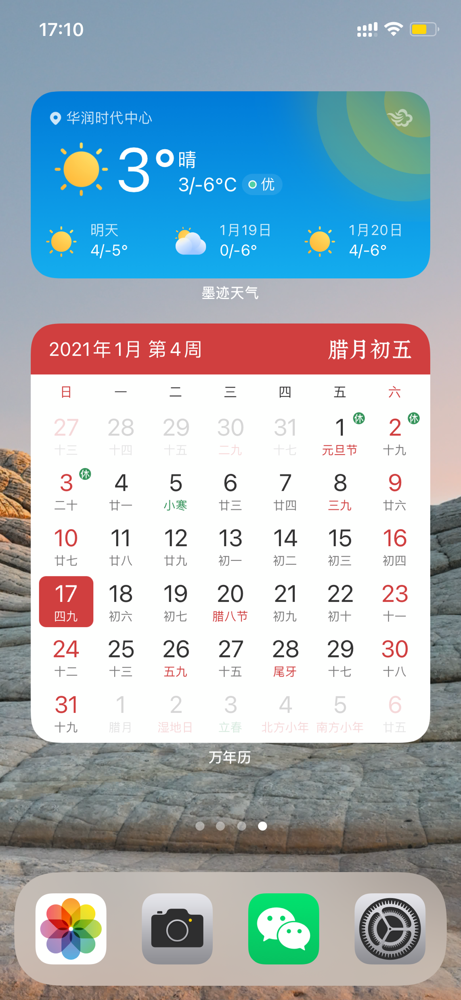 17:10
华润时代中心
3°
晴
3/-6°C 优
明天 1月19日 1月20日
4/-5° 0/-6° 4/-6°
墨迹天气
2021年1月 第4周 腊月初五
日 一 二 三 四 五 六
27 28 29 30 31 1 休 2 休
十三 十四 十五 二九 十七 元旦节 十九
3 休 4 5 6 7 8 9
二十 廿一 小寒 廿三 廿四 三九 廿六
10 11 12 13 14 15 16
廿七 廿八 廿九 初一 初二 初三 初四
17 18 19 20 21 22 23
四九 初六 初七 腊八节 初九 初十 十一
24 25 26 27 28 29 30
十二 十三 五九 十五 尾牙 十七 十八
31 1 2 3 4 5 6
十九 腊月 湿地日 立春 北方小年 南方小年 廿五
万年历